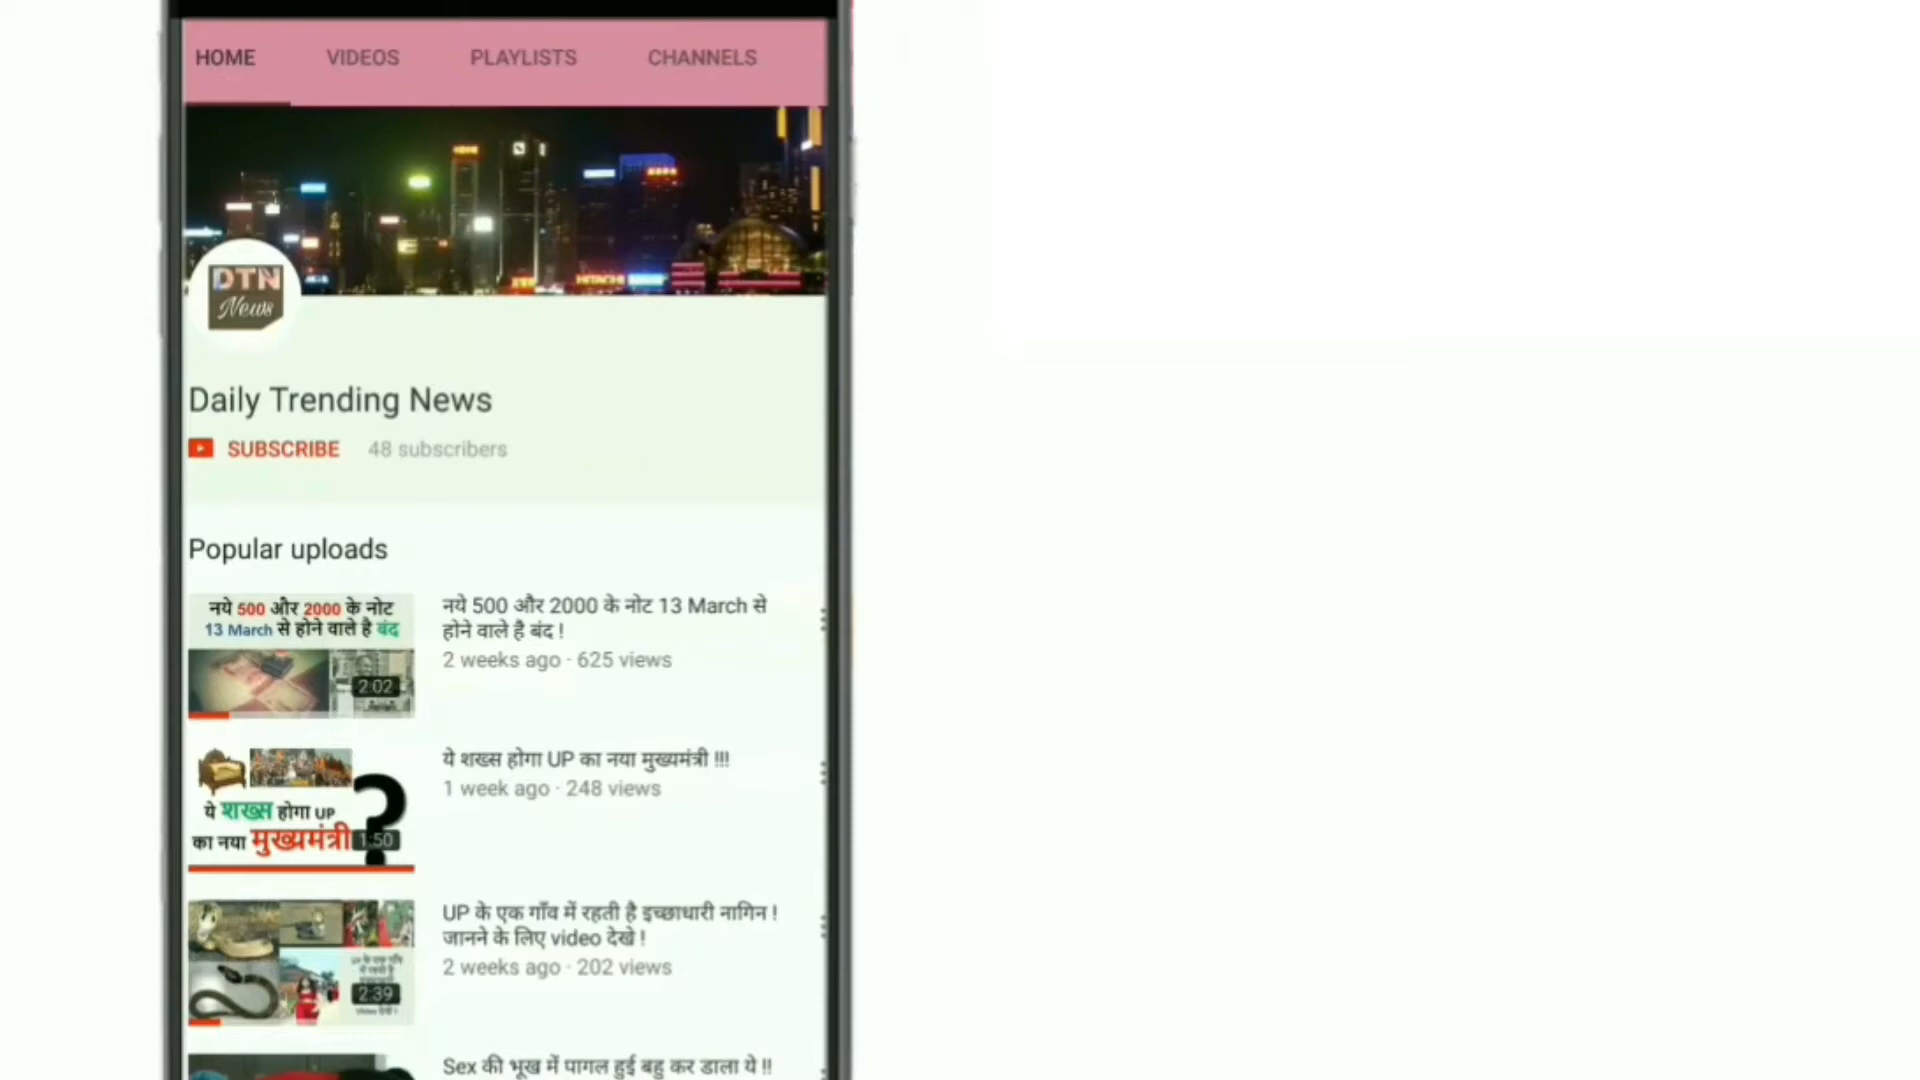 HOME VIDEOS PLAYLISTS CHANNELS
HITACHI
DTN
News
Daily Trending News
SUBSCRIBE 48 subscribers
Popular uploads
नये 500 और 2000 के नोट
13 March से होने वाले है बंद
2:02
नये 500 और 2000 के नोट 13 March से
होने वाले है बंद !
2 weeks ago · 625 views
ये शख्स होगा UP
का नया मुख्यमंत्री
1:50
ये शख्स होगा UP का नया मुख्यमंत्री !!!
1 week ago · 248 views
2:39
UP के एक गाँव में रहती है इच्छाधारी नागिन !
जानने के लिए video देखे !
2 weeks ago · 202 views
Sex की भूख में पागल हुई बहु कर डाला ये !!